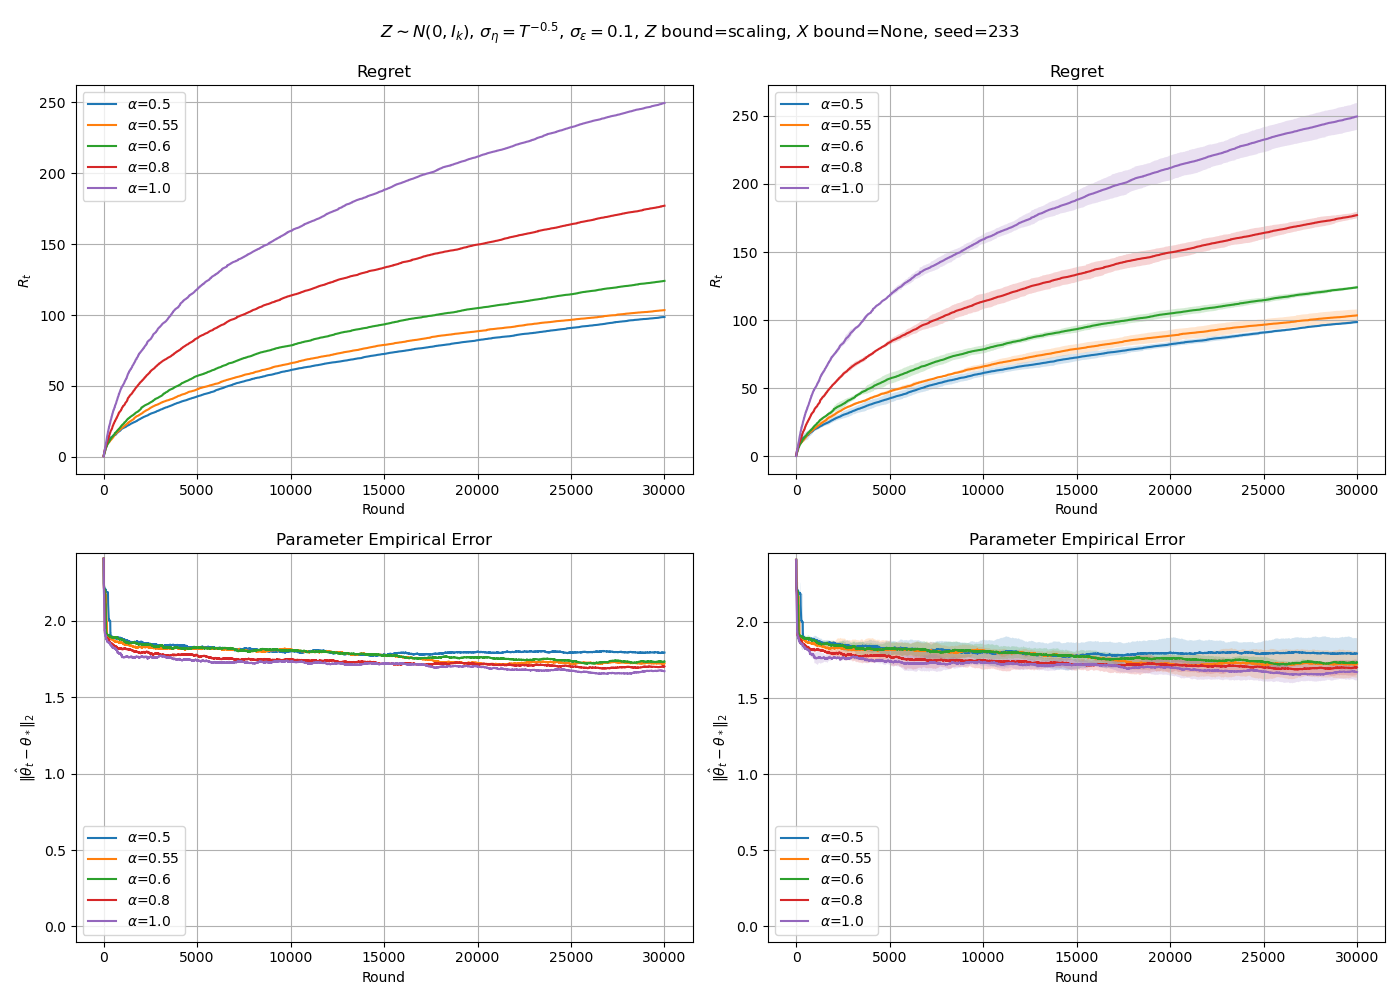 Z ~ N(0, I_k), σ_η = T^{-0.5}, σ_ε = 0.1, Z bound=scaling, X bound=None, seed=233
Regret
R_t
250
200
150
100
50
0
α=0.5
α=0.55
α=0.6
α=0.8
α=1.0
0 5000 10000 15000 20000 25000 30000
Round
Regret
R_t
250
200
150
100
50
0
α=0.5
α=0.55
α=0.6
α=0.8
α=1.0
0 5000 10000 15000 20000 25000 30000
Round
Parameter Empirical Error
‖θ̂_t − θ_*‖_2
2.0
1.5
1.0
0.5
0.0
α=0.5
α=0.55
α=0.6
α=0.8
α=1.0
0 5000 10000 15000 20000 25000 30000
Round
Parameter Empirical Error
‖θ̂_t − θ_*‖_2
2.0
1.5
1.0
0.5
0.0
α=0.5
α=0.55
α=0.6
α=0.8
α=1.0
0 5000 10000 15000 20000 25000 30000
Round